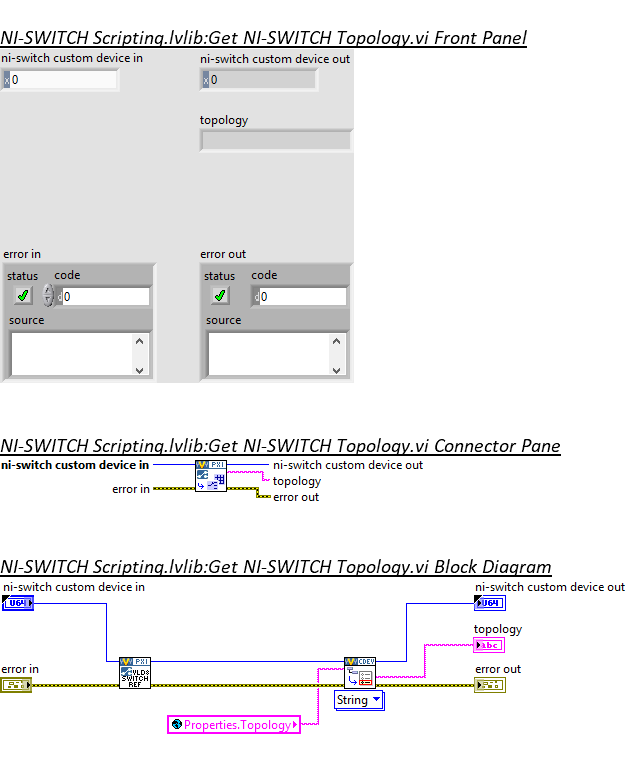 NI-SWITCH Scripting.lvlib:Get NI-SWITCH Topology.vi Front Panel
ni-switch custom device in
ni-switch custom device out
x 0
x 0
topology
error in
error out
status code
status code
d 0
d 0
source
source
NI-SWITCH Scripting.lvlib:Get NI-SWITCH Topology.vi Connector Pane
ni-switch custom device in
PXI
ni-switch custom device out
topology
error in
error out
NI-SWITCH Scripting.lvlib:Get NI-SWITCH Topology.vi Block Diagram
ni-switch custom device in
ni-switch custom device out
U64
U64
topology
abc
error in
PXI
VLD8
SWITCH
REF
CDEV
error out
String
Properties.Topology